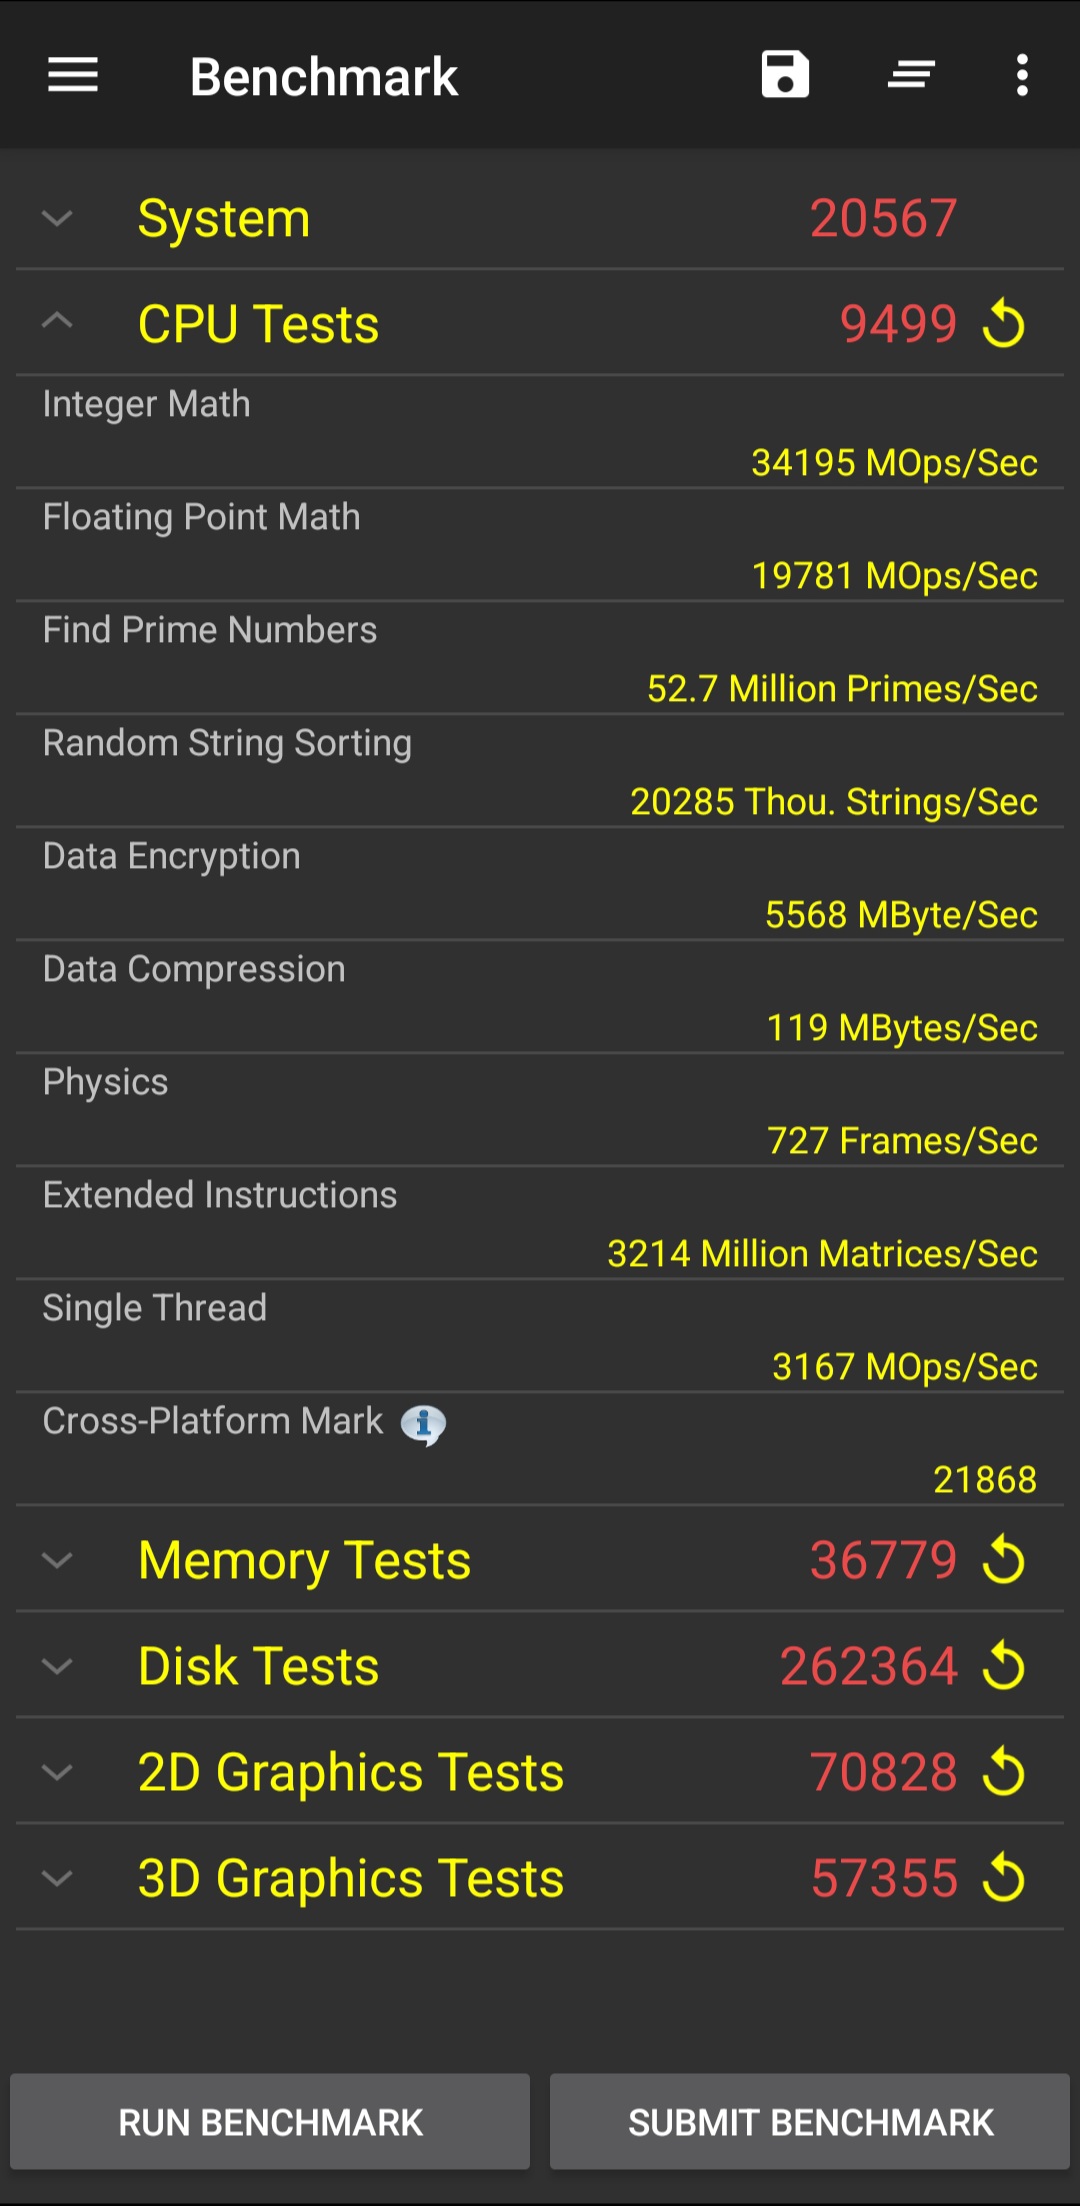 Benchmark
System 20567
CPU Tests 9499
Integer Math
34195 MOps/Sec
Floating Point Math
19781 MOps/Sec
Find Prime Numbers
52.7 Million Primes/Sec
Random String Sorting
20285 Thou. Strings/Sec
Data Encryption
5568 MByte/Sec
Data Compression
119 MBytes/Sec
Physics
727 Frames/Sec
Extended Instructions
3214 Million Matrices/Sec
Single Thread
3167 MOps/Sec
Cross-Platform Mark
21868
Memory Tests 36779
Disk Tests 262364
2D Graphics Tests 70828
3D Graphics Tests 57355
RUN BENCHMARK SUBMIT BENCHMARK